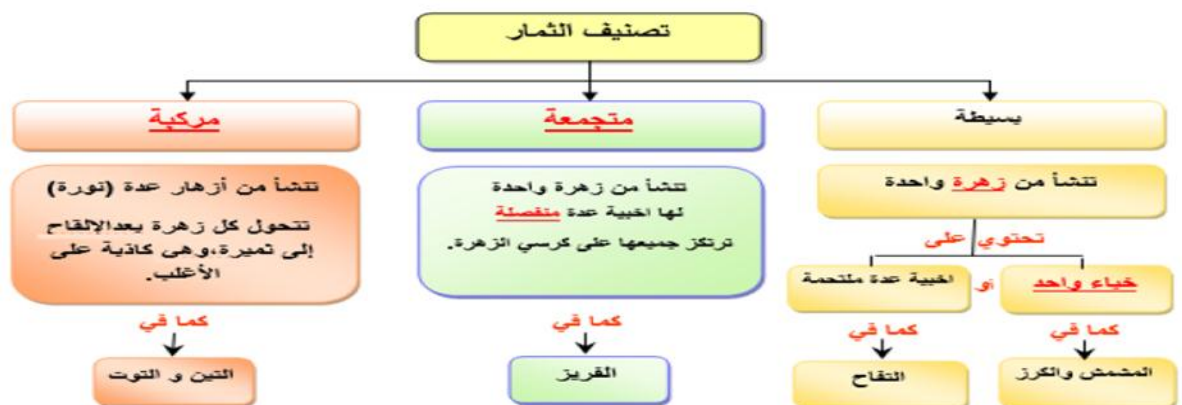 تصنيف الثمار
بسيطة
تنشأ من زهرة واحدة
تحتوي على
خباء واحد
أو
اخبية عدة ملتحمة
كما في
كما في
المشمش والكرز
التفاح
متجمعة
تنشأ من زهرة واحدة
لها اخبية عدة منفصلة
ترتكز جميعها على كرسي الزهرة.
كما في
الفريز
مركبة
تنشأ من أزهار عدة (نورة)
تتحول كل زهرة بعدالإلقاح
إلى ثميرة،وهي كاذبة على
الأغلب.
كما في
التين و التوت